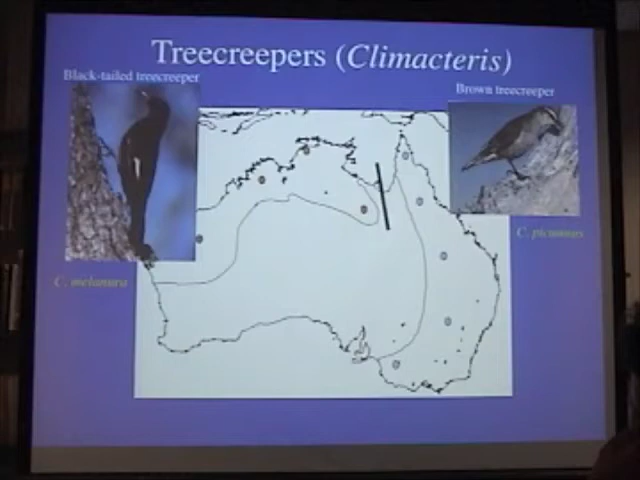 Treecreepers (Climacteris)
Black-tailed treecreeper
Brown treecreeper
C. picumnus
C. melanura